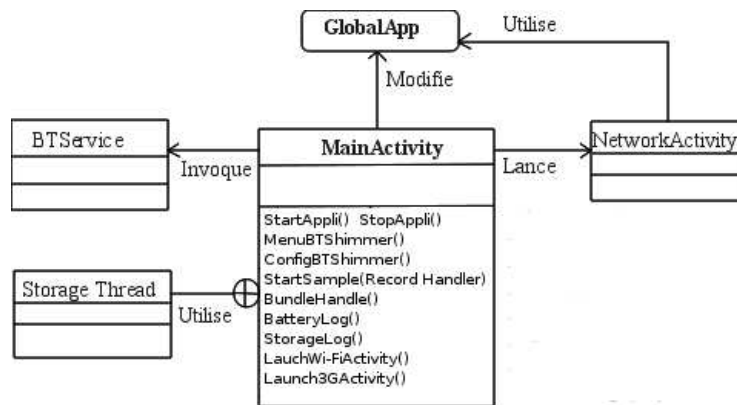 GlobalApp
Utilise
Modifie
BTService
MainActivity
NetworkActivity
Invoque
Lance
StartAppli() StopAppli()
MenuBTShimmer()
ConfigBTShimmer()
StartSample(Record Handler)
BundleHandle()
BatteryLog()
StorageLog()
LauchWi-FiActivity()
Launch3GActivity()
Storage Thread
Utilise